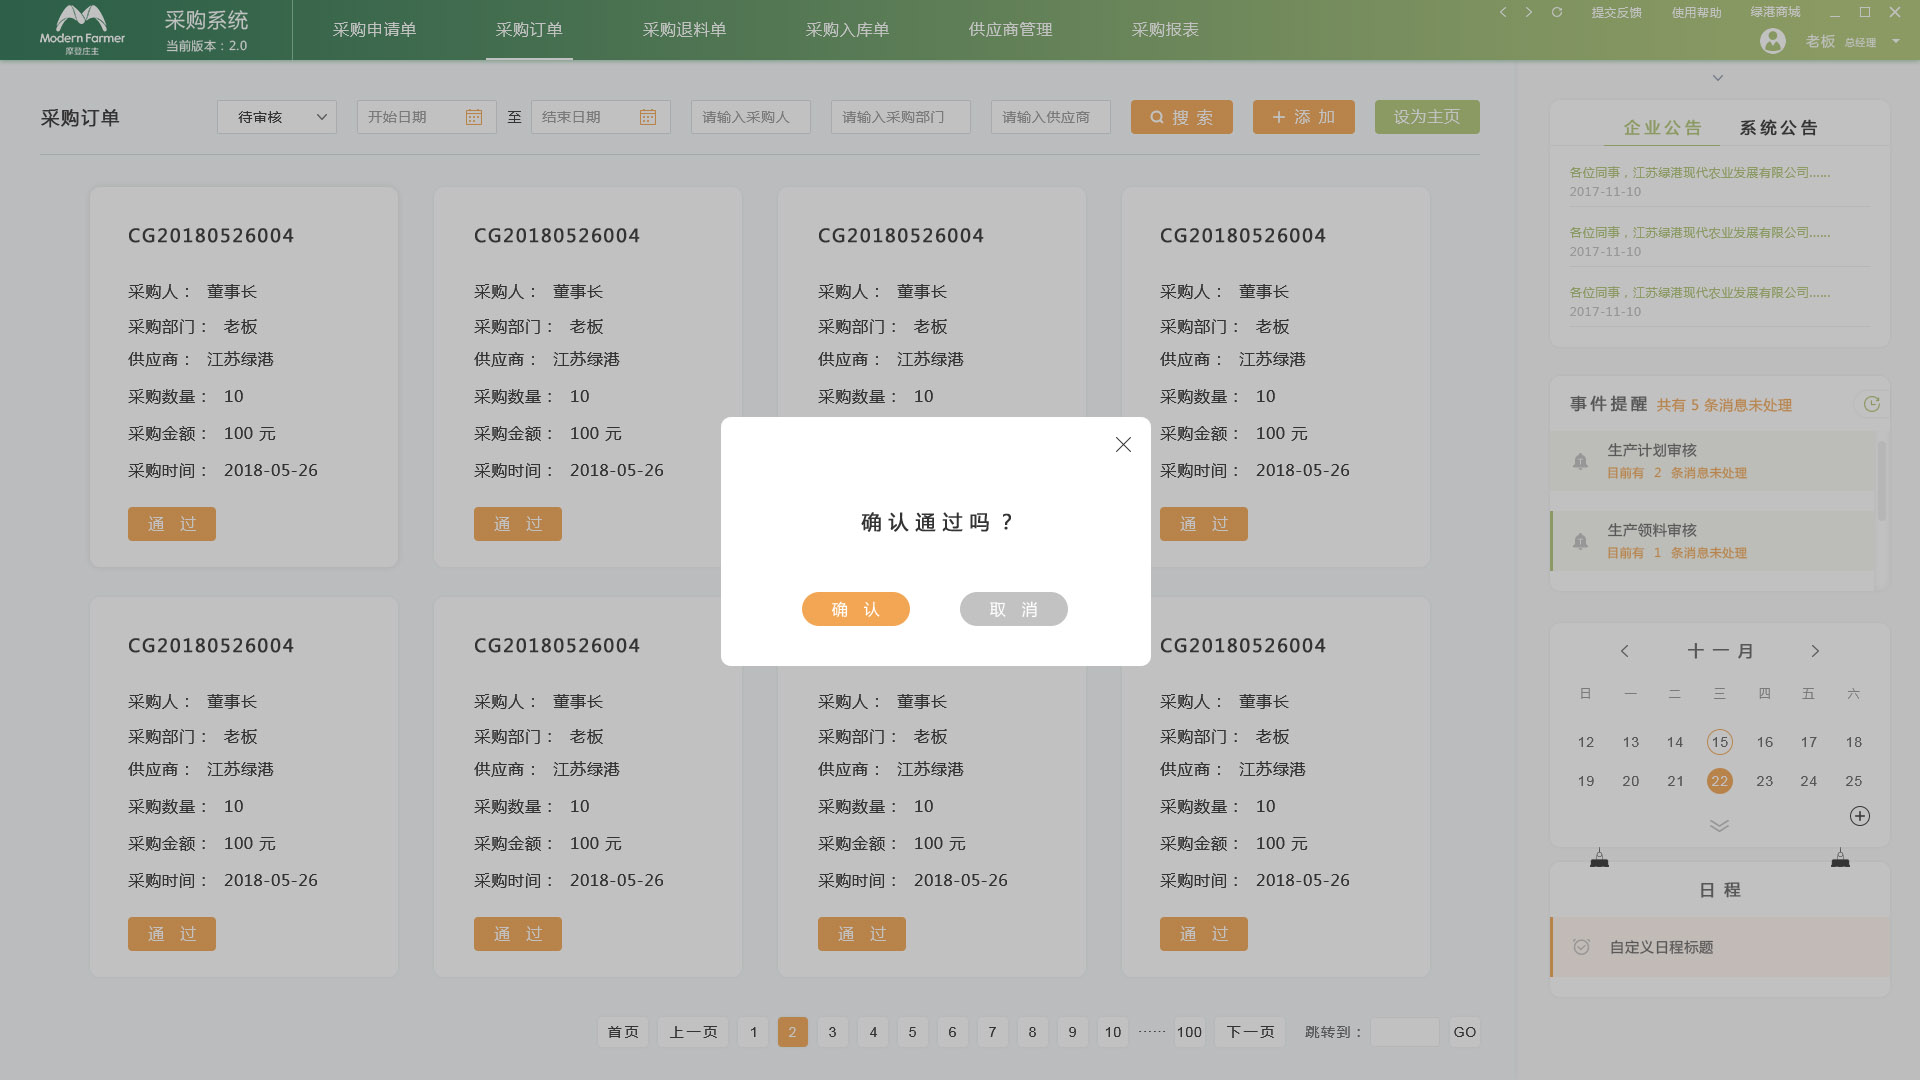 Modern Farmer
摩登庄主
采购系统
当前版本：2.0
采购申请单
采购订单
采购退料单
采购入库单
供应商管理
采购报表
提交反馈
使用帮助
绿港商城
老板 总经理
采购订单
待审核
开始日期
至
结束日期
请输入采购人
请输入采购部门
请输入供应商
搜 索
添 加
设为主页
CG20180526004
采购人： 董事长
采购部门： 老板
供应商： 江苏绿港
采购数量： 10
采购金额： 100 元
采购时间： 2018-05-26
通 过
CG20180526004
采购人： 董事长
采购部门： 老板
供应商： 江苏绿港
采购数量： 10
采购金额： 100 元
采购时间： 2018-05-26
通 过
CG20180526004
采购人： 董事长
采购部门： 老板
供应商： 江苏绿港
采购数量： 10
CG20180526004
采购人： 董事长
采购部门： 老板
供应商： 江苏绿港
采购数量： 10
采购金额： 100 元
采购时间： 2018-05-26
通 过
确认通过吗？
确 认
取 消
CG20180526004
采购人： 董事长
采购部门： 老板
供应商： 江苏绿港
采购数量： 10
采购金额： 100 元
采购时间： 2018-05-26
通 过
CG20180526004
采购人： 董事长
采购部门： 老板
供应商： 江苏绿港
采购数量： 10
采购金额： 100 元
采购时间： 2018-05-26
通 过
采购人： 董事长
采购部门： 老板
供应商： 江苏绿港
采购数量： 10
采购金额： 100 元
采购时间： 2018-05-26
通 过
CG20180526004
采购人： 董事长
采购部门： 老板
供应商： 江苏绿港
采购数量： 10
采购金额： 100 元
采购时间： 2018-05-26
通 过
首页 上一页 1 2 3 4 5 6 7 8 9 10 ······ 100 下一页 跳转到： GO
企业公告 系统公告
各位同事，江苏绿港现代农业发展有限公司......
2017-11-10
各位同事，江苏绿港现代农业发展有限公司......
2017-11-10
各位同事，江苏绿港现代农业发展有限公司......
2017-11-10
事件提醒 共有 5 条消息未处理
生产计划审核
目前有 2 条消息未处理
生产领料审核
目前有 1 条消息未处理
十一月
日 一 二 三 四 五 六
12 13 14 15 16 17 18
19 20 21 22 23 24 25
日 程
自定义日程标题